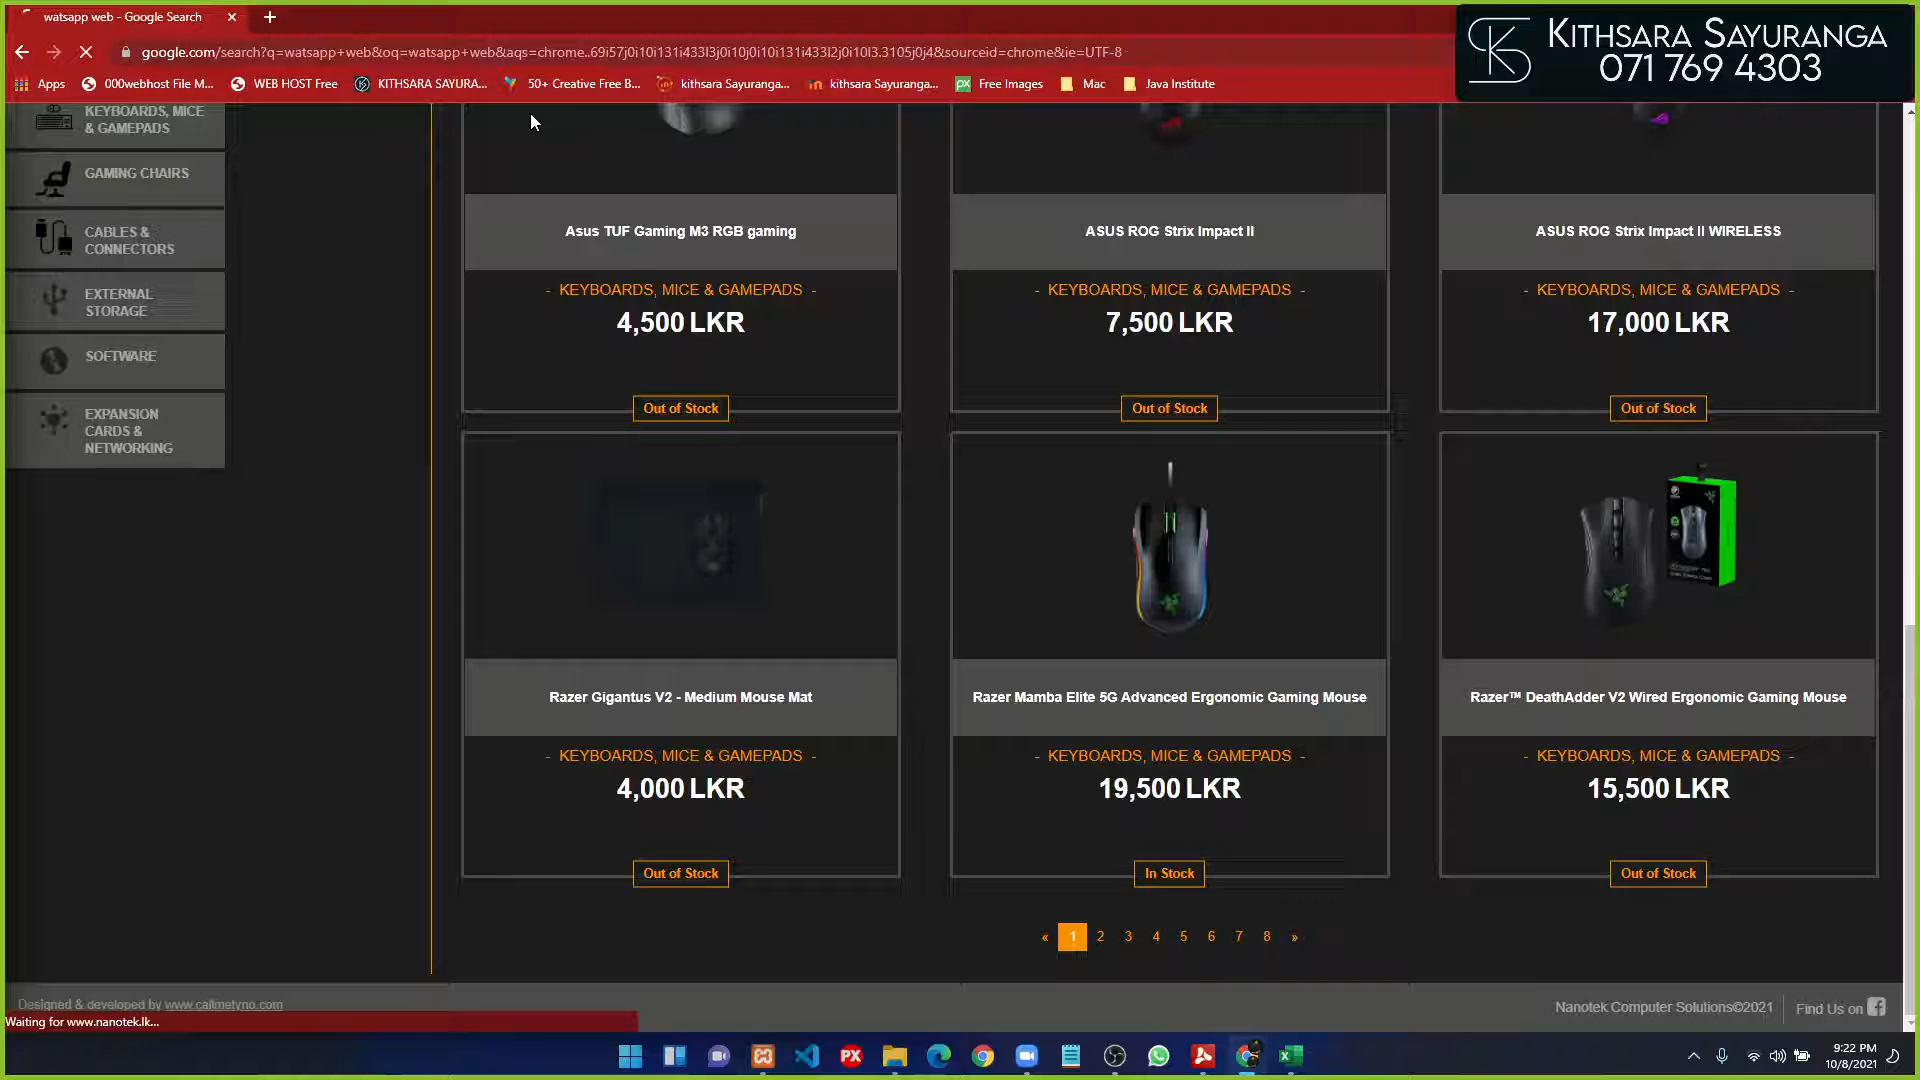 watsapp web - Google Search
KITHSARA SAYURANGA
071 769 4303
google.com/search?q=watsapp+web&oq=watsapp+web&aqs=chrome..69i57j0i10i131i433l3j0i10j0i10i131i433l2j0i10l3.3105j0j4&sourceid=chrome&ie=UTF-8
Apps 000webhost File M... WEB HOST Free KITHSARA SAYURA... 50+ Creative Free B... kithsara Sayuranga... kithsara Sayuranga... Free Images Mac Java Institute
KEYBOARDS, MICE
& GAMEPADS
GAMING CHAIRS
CABLES &
CONNECTORS
EXTERNAL
STORAGE
SOFTWARE
EXPANSION
CARDS &
NETWORKING
Asus TUF Gaming M3 RGB gaming
- KEYBOARDS, MICE & GAMEPADS -
4,500 LKR
Out of Stock
ASUS ROG Strix Impact II
- KEYBOARDS, MICE & GAMEPADS -
7,500 LKR
Out of Stock
ASUS ROG Strix Impact II WIRELESS
- KEYBOARDS, MICE & GAMEPADS -
17,000 LKR
Out of Stock
Razer Gigantus V2 - Medium Mouse Mat
- KEYBOARDS, MICE & GAMEPADS -
4,000 LKR
Out of Stock
Razer Mamba Elite 5G Advanced Ergonomic Gaming Mouse
- KEYBOARDS, MICE & GAMEPADS -
19,500 LKR
In Stock
Razer™ DeathAdder V2 Wired Ergonomic Gaming Mouse
- KEYBOARDS, MICE & GAMEPADS -
15,500 LKR
Out of Stock
« 1 2 3 4 5 6 7 8 »
Designed & developed by www.callmetyno.com
Nanotek Computer Solutions©2021 Find Us on
Waiting for www.nanotek.lk...
9:22 PM
10/8/2021